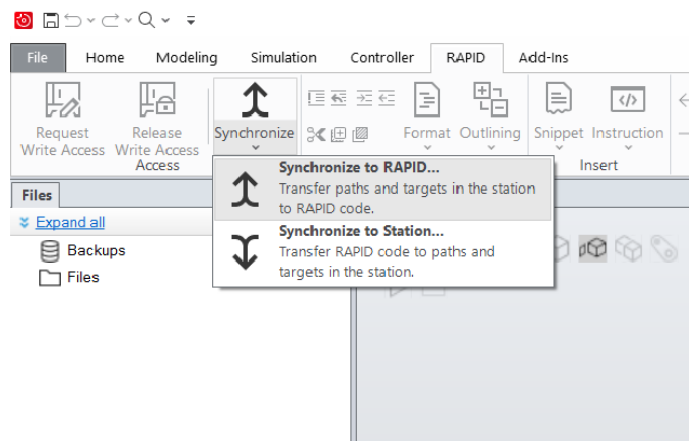 File Home Modeling Simulation Controller RAPID Add-Ins
Request Write Access
Release Write Access
Synchronize
Format Outlining
Snippet Instruction
Access
Insert
Synchronize to RAPID...
Transfer paths and targets in the station
to RAPID code.
Synchronize to Station...
Transfer RAPID code to paths and
targets in the station.
Files
Expand all
Backups
Files